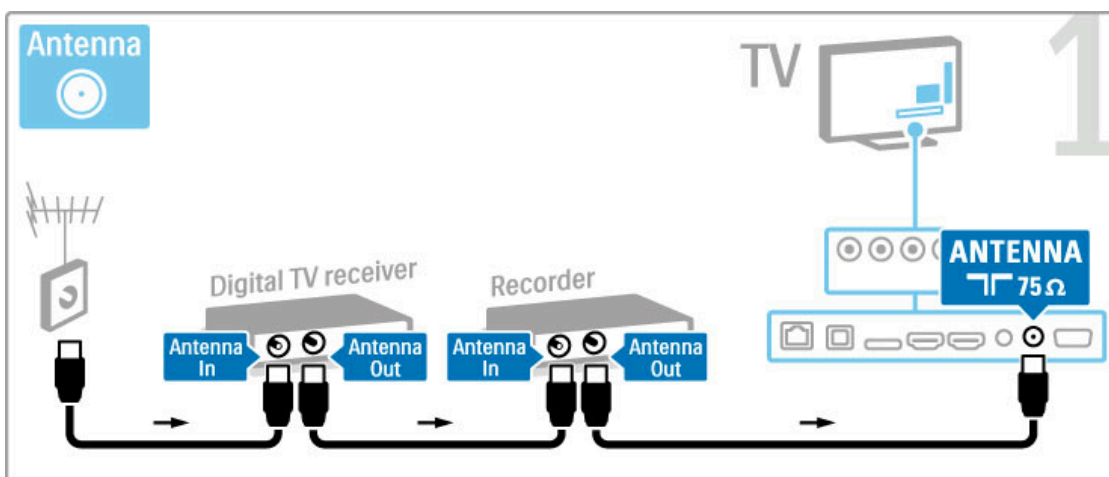 Antenna
TV
1
Digital TV receiver
Recorder
ANTENNA
75 Ω
Antenna
In
Antenna
Out
Antenna
In
Antenna
Out